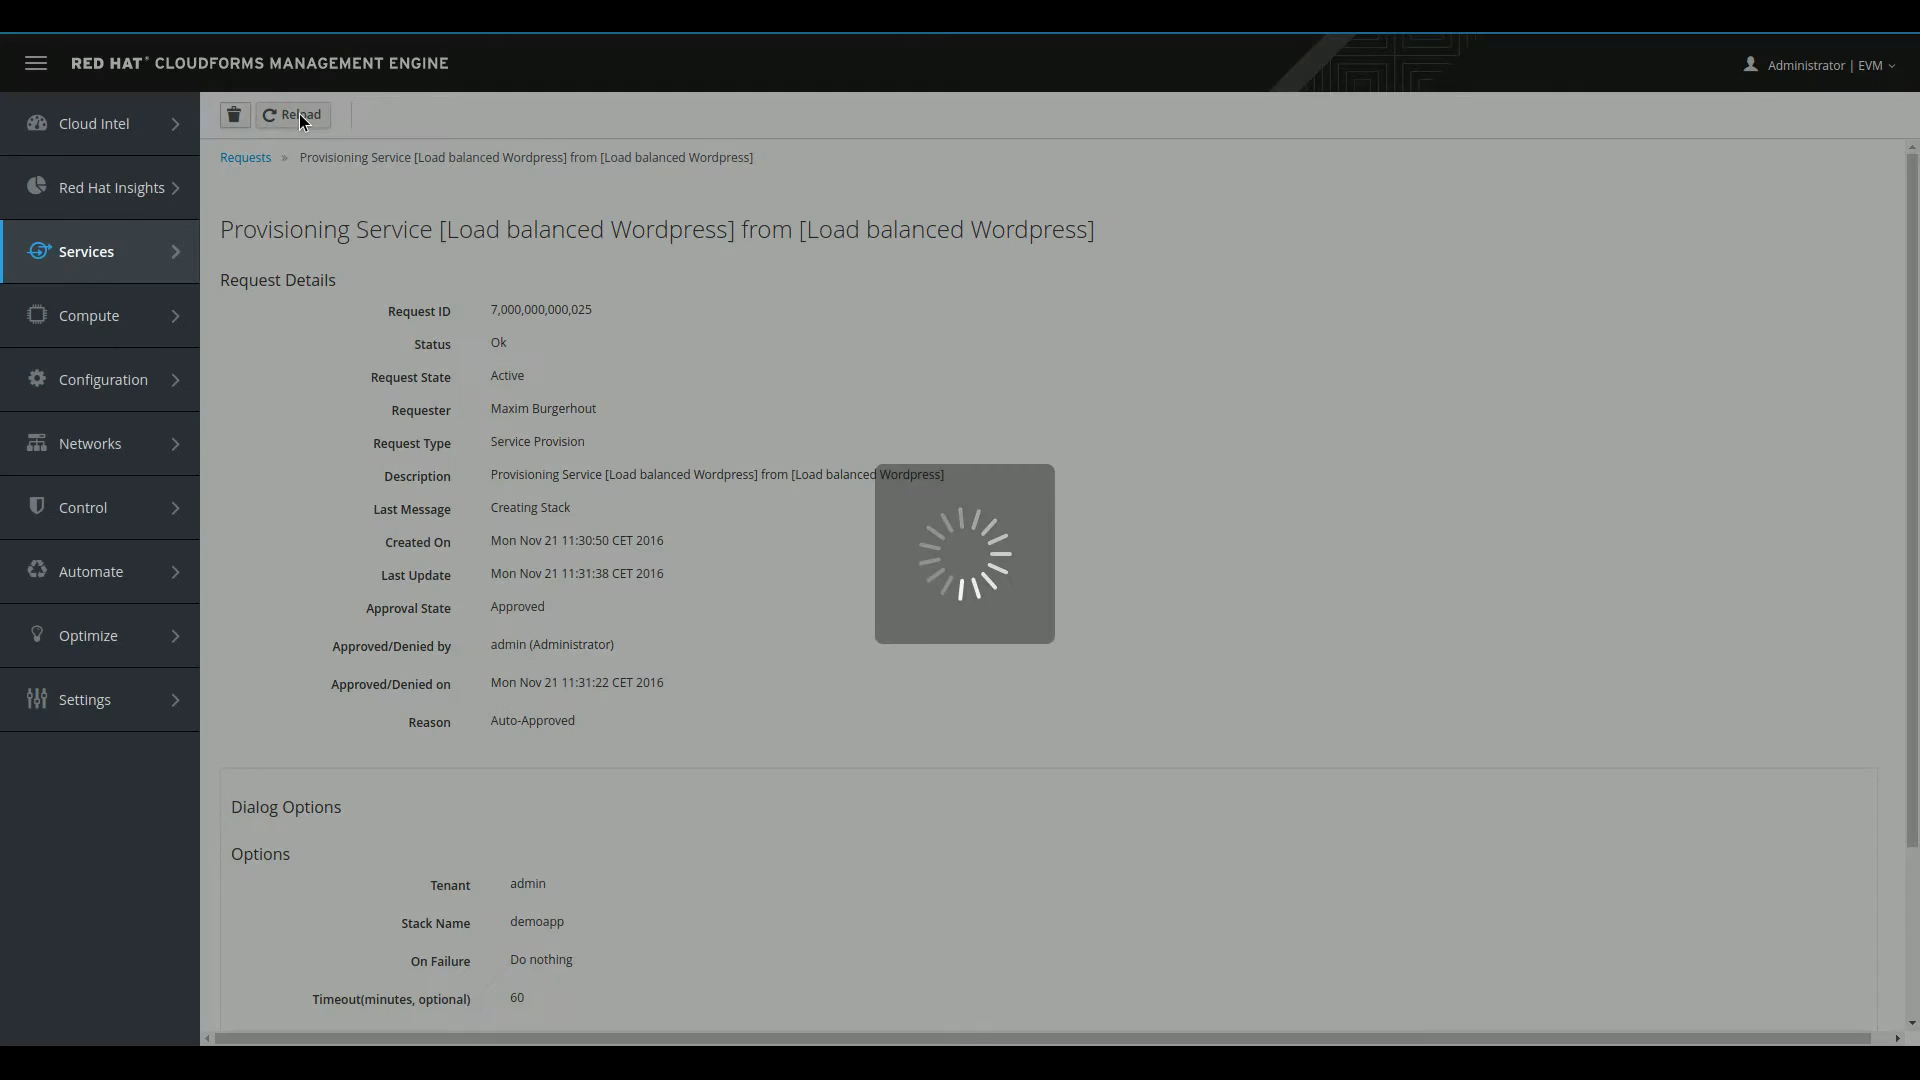 RED HAT® CLOUDFORMS MANAGEMENT ENGINE
Administrator | EVM
Cloud Intel
Red Hat Insights
Services
Compute
Configuration
Networks
Control
Automate
Optimize
Settings
Reload
Requests » Provisioning Service [Load balanced Wordpress] from [Load balanced Wordpress]
Provisioning Service [Load balanced Wordpress] from [Load balanced Wordpress]
Request Details
Request ID 7,000,000,000,025
Status Ok
Request State Active
Requester Maxim Burgerhout
Request Type Service Provision
Description Provisioning Service [Load balanced Wordpress] from [Load balanced Wordpress]
Last Message Creating Stack
Created On Mon Nov 21 11:30:50 CET 2016
Last Update Mon Nov 21 11:31:38 CET 2016
Approval State Approved
Approved/Denied by admin (Administrator)
Approved/Denied on Mon Nov 21 11:31:22 CET 2016
Reason Auto-Approved
Dialog Options
Options
Tenant admin
Stack Name demoapp
On Failure Do nothing
Timeout(minutes, optional) 60